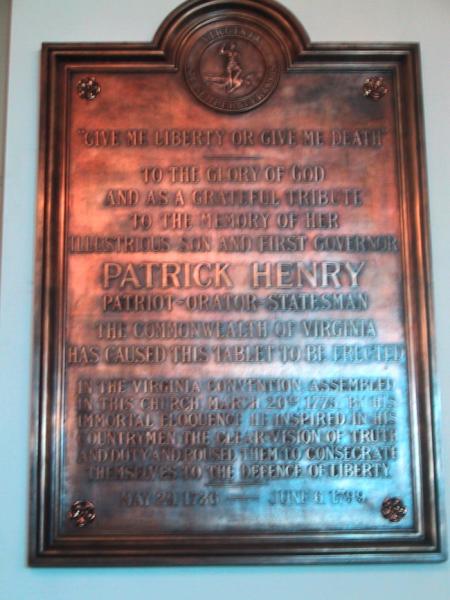 VIRGINIA
"GIVE ME LIBERTY OR GIVE ME DEATH"
TO THE GLORY OF GOD
AND AS A GRATEFUL TRIBUTE
TO THE MEMORY OF HER
ILLUSTRIOUS SON AND FIRST GOVERNOR
PATRICK HENRY
PATRIOT-ORATOR-STATESMAN
THE COMMONWEALTH OF VIRGINIA
HAS CAUSED THIS TABLET TO BE ERECTED
IN THE VIRGINIA CONVENTION, ASSEMBLED
IN THIS CHURCH, MARCH 20TH, BY HIS
IMMORTAL ELOQUENCE HE INSPIRED IN HIS
COUNTRYMEN THE CLEAR VISION OF TRUTH
AND DUTY AND ROUSED THEM TO CONSECRATE
THEMSELVES TO THE DEFENCE OF LIBERTY.
MAY 29, 1736 — JUNE 6, 1799.